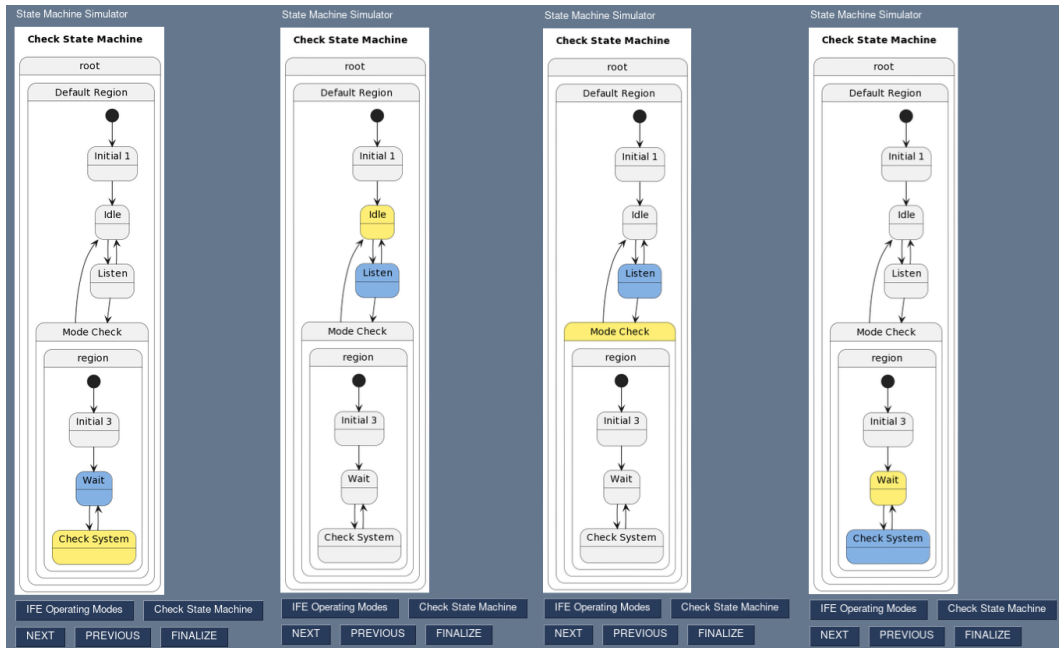 State Machine Simulator
Check State Machine
root
Default Region
Initial 1
Idle
Listen
Mode Check
region
Initial 3
Wait
Check System
IFE Operating Modes Check State Machine
NEXT PREVIOUS FINALIZE
State Machine Simulator
Check State Machine
root
Default Region
Initial 1
Idle
Listen
Mode Check
region
Initial 3
Wait
Check System
IFE Operating Modes Check State Machine
NEXT PREVIOUS FINALIZE
State Machine Simulator
Check State Machine
root
Default Region
Initial 1
Idle
Listen
Mode Check
region
Initial 3
Wait
Check System
IFE Operating Modes Check State Machine
NEXT PREVIOUS FINALIZE
State Machine Simulator
Check State Machine
root
Default Region
Initial 1
Idle
Listen
Mode Check
region
Initial 3
Wait
Check System
IFE Operating Modes Check State Machine
NEXT PREVIOUS FINALIZE